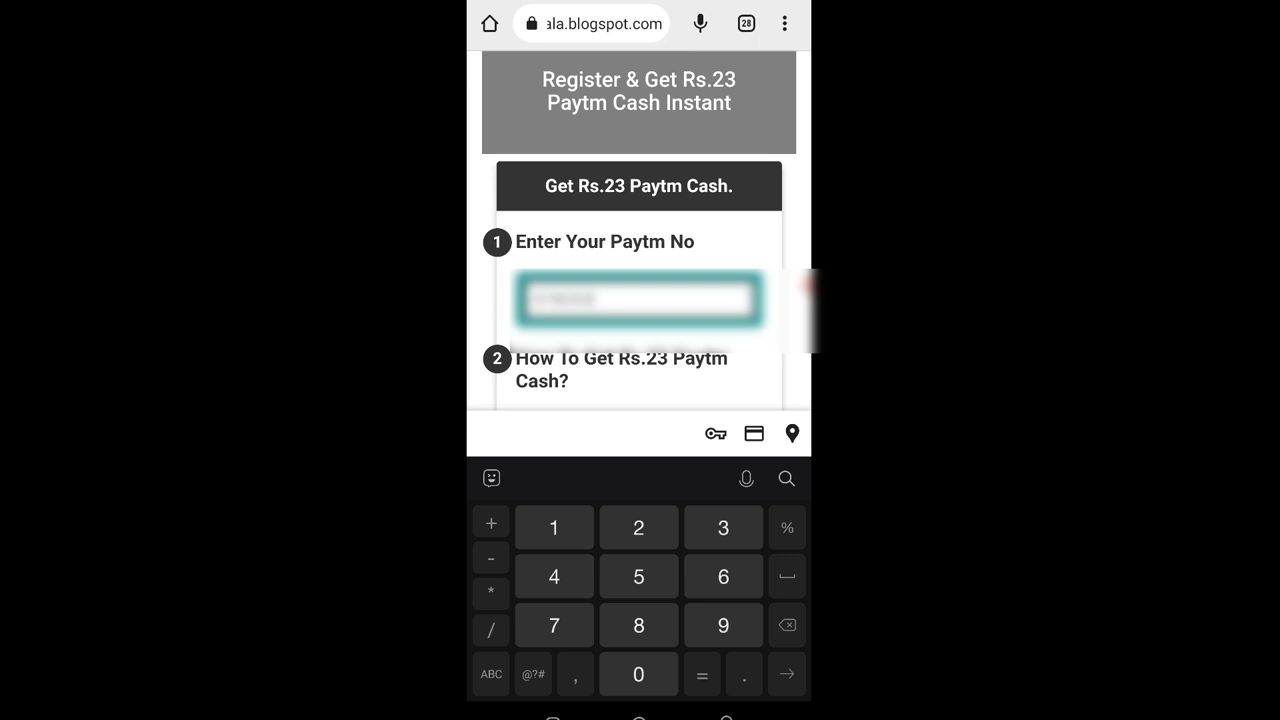 ala.blogspot.com
28
Register & Get Rs.23
Paytm Cash Instant
Get Rs.23 Paytm Cash.
1 Enter Your Paytm No
2 How To Get Rs.23 Paytm
Cash?
+ 1 2 3 %
- 4 5 6
*
/ 7 8 9
ABC @?# , 0 = .